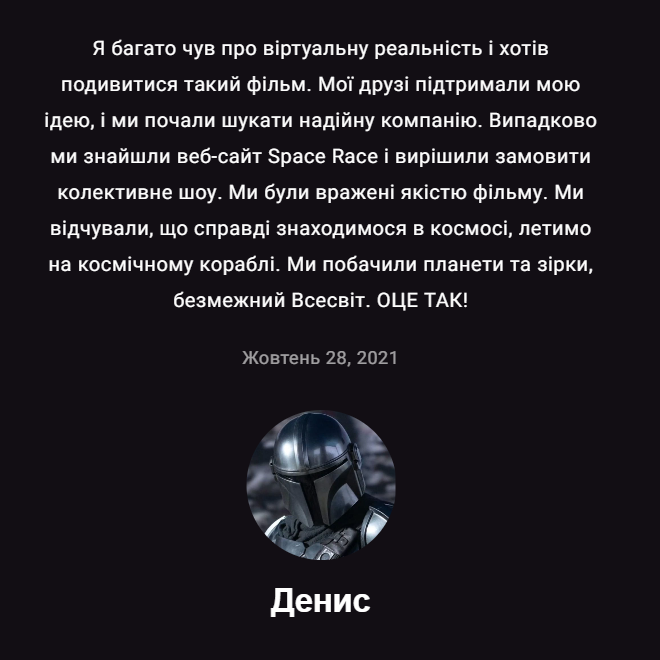 Я багато чув про віртуальну реальність і хотів
подивитися такий фільм. Мої друзі підтримали мою
ідею, і ми почали шукати надійну компанію. Випадково
ми знайшли веб-сайт Space Race і вирішили замовити
колективне шоу. Ми були вражені якістю фільму. Ми
відчували, що справді знаходимося в космосі, летимо
на космічному кораблі. Ми побачили планети та зірки,
безмежний Всесвіт. ОЦЕ ТАК!
Жовтень 28, 2021
Денис